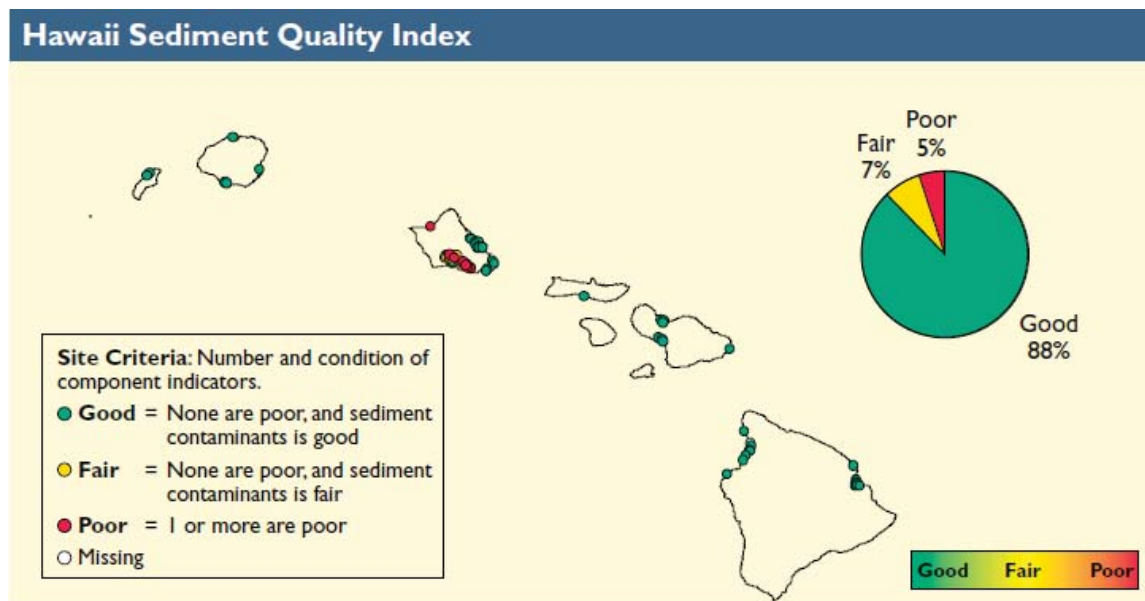 Hawaii Sediment Quality Index
Poor
5%
Fair
7%
Good
88%
Site Criteria: Number and condition of
component indicators.
Good = None are poor, and sediment
contaminants is good
Fair = None are poor, and sediment
contaminants is fair
Poor = 1 or more are poor
Missing
Good Fair Poor